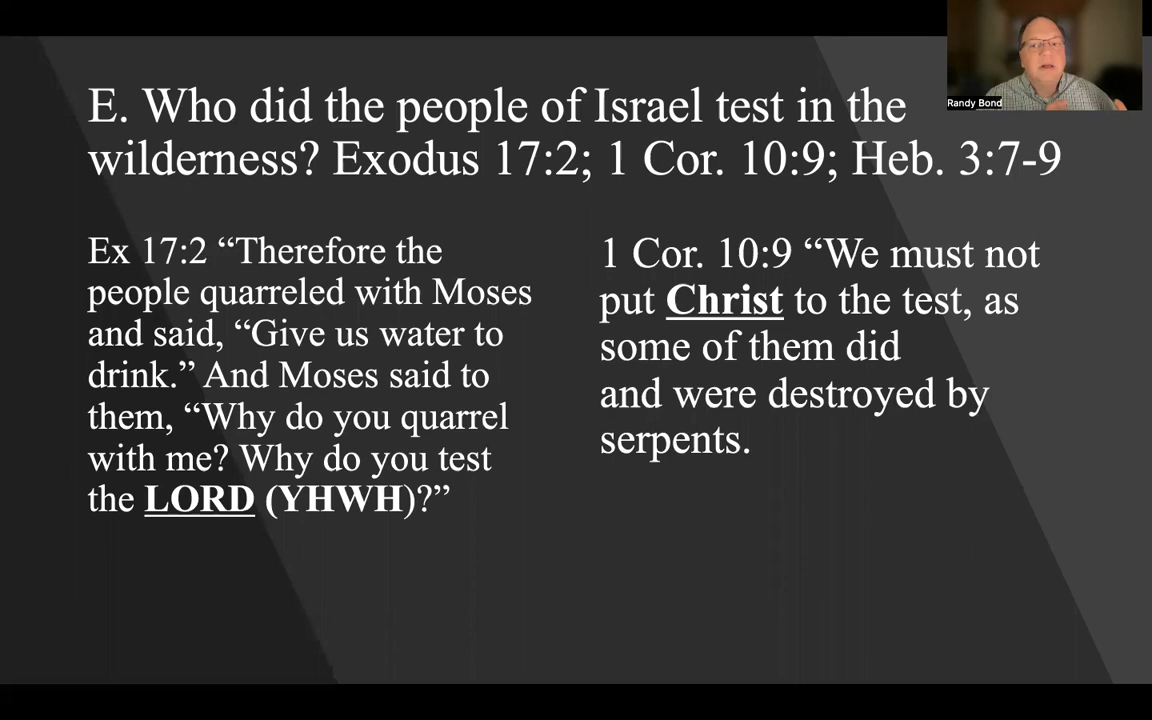 E. Who did the people of Israel test in the
wilderness? Exodus 17:2; 1 Cor. 10:9; Heb. 3:7-9
Randy Bond
Ex 17:2 “Therefore the
people quarreled with Moses
and said, “Give us water to
drink.” And Moses said to
them, “Why do you quarrel
with me? Why do you test
the LORD (YHWH)?”
1 Cor. 10:9 “We must not
put Christ to the test, as
some of them did
and were destroyed by
serpents.